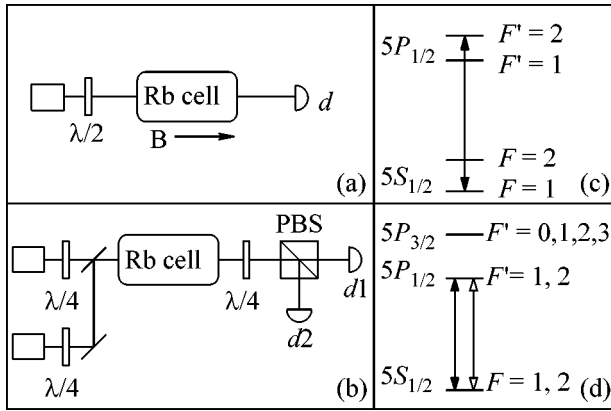 Rb cell
d
λ/2
B
(a)
5P1/2
F' = 2
F' = 1
5S1/2
F = 2
F = 1
(c)
PBS
Rb cell
λ/4
λ/4
d1
d2
λ/4
(b)
5P3/2
F' = 0,1,2,3
5P1/2
F' = 1, 2
5S1/2
F = 1, 2
(d)